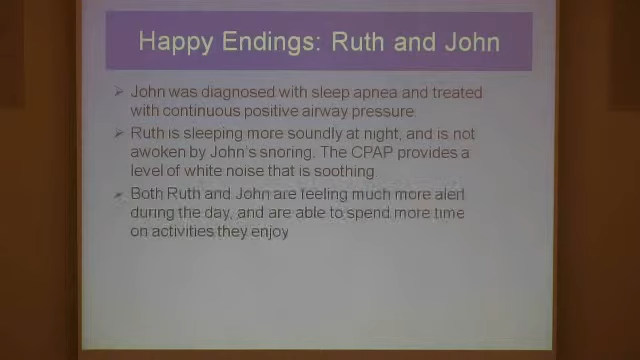 Happy Endings: Ruth and John
➢ John was diagnosed with sleep apnea and treated
with continuous positive airway pressure.
➢ Ruth is sleeping more soundly at night, and is not
awoken by John's snoring. The CPAP provides a
level of white noise that is soothing
➢ Both Ruth and John are feeling much more alert
during the day, and are able to spend more time
on activities they enjoy